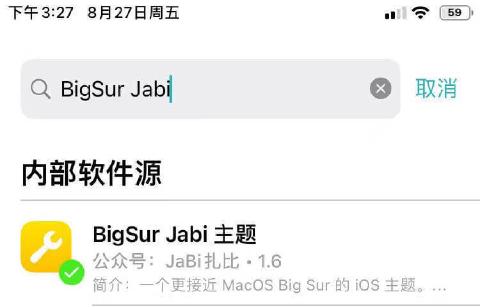 下午3:27 8月27日周五 59
BigSur Jabi 取消
内部软件源
BigSur Jabi 主题
公众号：JaBi扎比 · 1.6
简介：一个更接近 MacOS Big Sur 的 iOS 主题。...